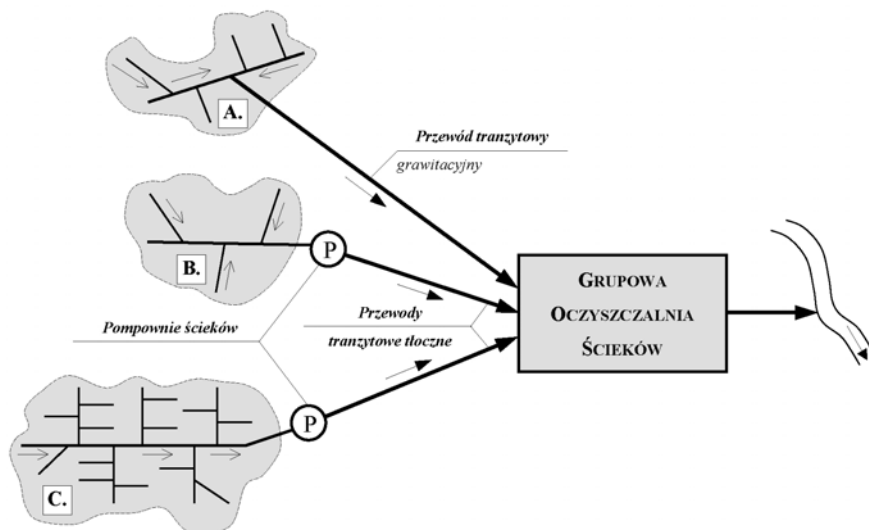 A.
Przewód tranzytowy
grawitacyjny
B.
P
Pompownie ścieków
Przewody
tranzytowe tłoczne
GRUPOWA
OCZYSZCZALNIA
ŚCIEKÓW
P
C.